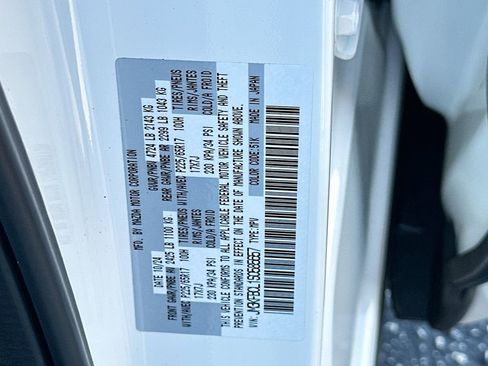 MFD. BY MAZDA MOTOR CORPORATION
DATE: 10/24 GVWR/PNBV 4724 LB 2143 KG
FRONT GAWR/PNBE AV 2425 LB 1100 KG REAR GAWR/PNBE AR 2299 LB 1043 KG
WITH/AVEC P225/65R17 100H TIRES/PNEUS WITH/AVEC P225/65R17 100H TIRES/PNEUS
17X7J RIMS/JANTES 17X7J RIMS/JANTES
230 KPA/34 PSI COLD/A FROID 230 KPA/34 PSI COLD/A FROID
THIS VEHICLE CONFORMS TO ALL APPLICABLE FEDERAL MOTOR VEHICLE SAFETY AND THEFT
PREVENTION STANDARDS IN EFFECT ON THE DATE OF MANUFACTURE SHOWN ABOVE.
TYPE: MPV COLOR CODE: 51K MADE IN JAPAN